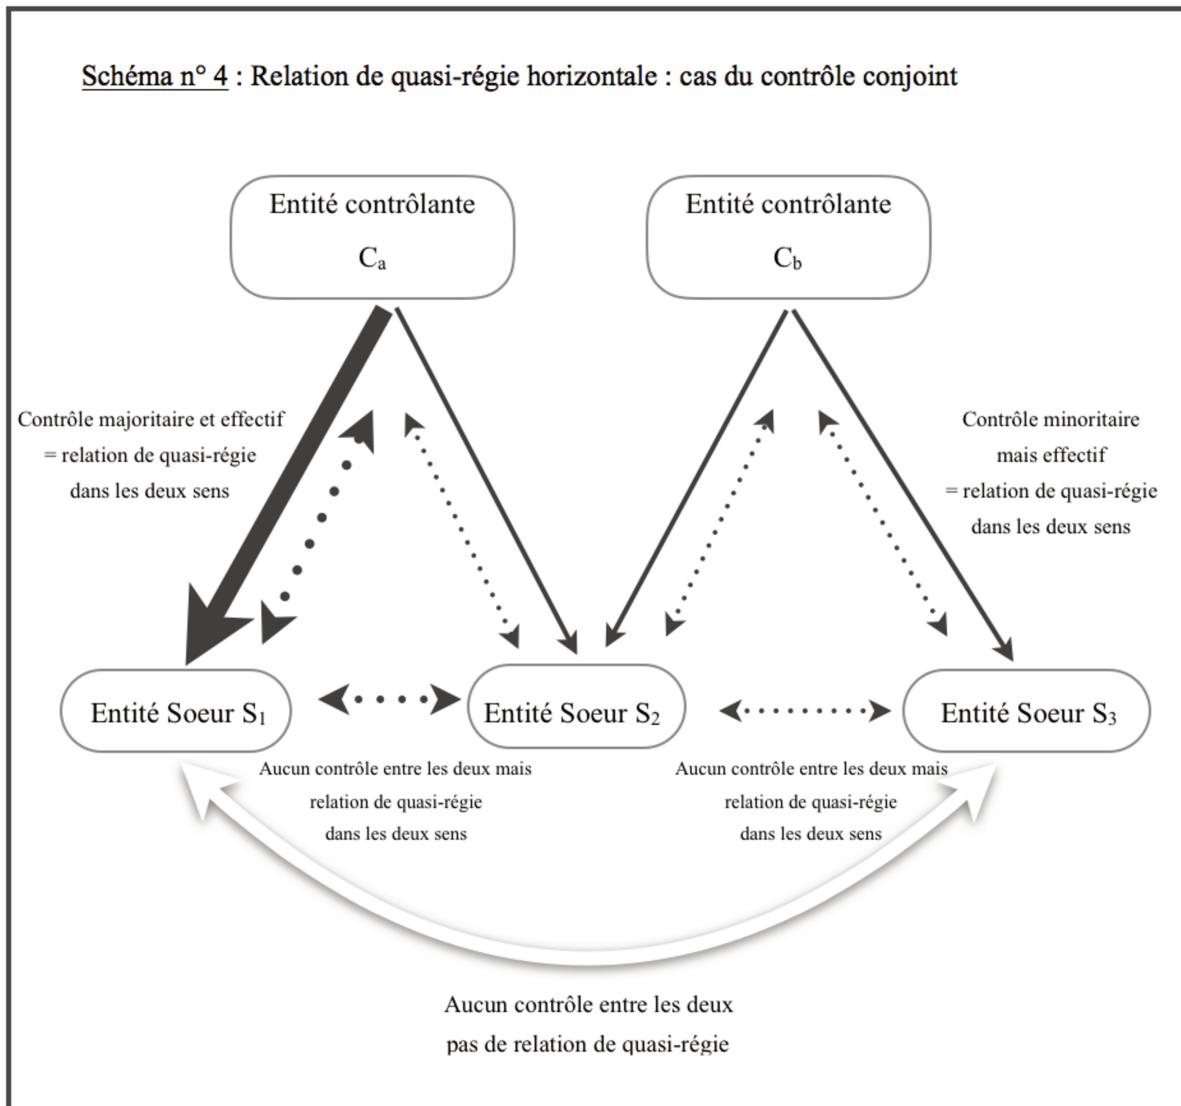 Schéma n° 4 : Relation de quasi-régie horizontale : cas du contrôle conjoint
Entité contrôlante
Ca
Entité contrôlante
Cb
Contrôle majoritaire et effectif
= relation de quasi-régie
dans les deux sens
Contrôle minoritaire
mais effectif
= relation de quasi-régie
dans les deux sens
Entité Soeur S1
Entité Soeur S2
Entité Soeur S3
Aucun contrôle entre les deux mais
relation de quasi-régie
dans les deux sens
Aucun contrôle entre les deux mais
relation de quasi-régie
dans les deux sens
Aucun contrôle entre les deux
pas de relation de quasi-régie